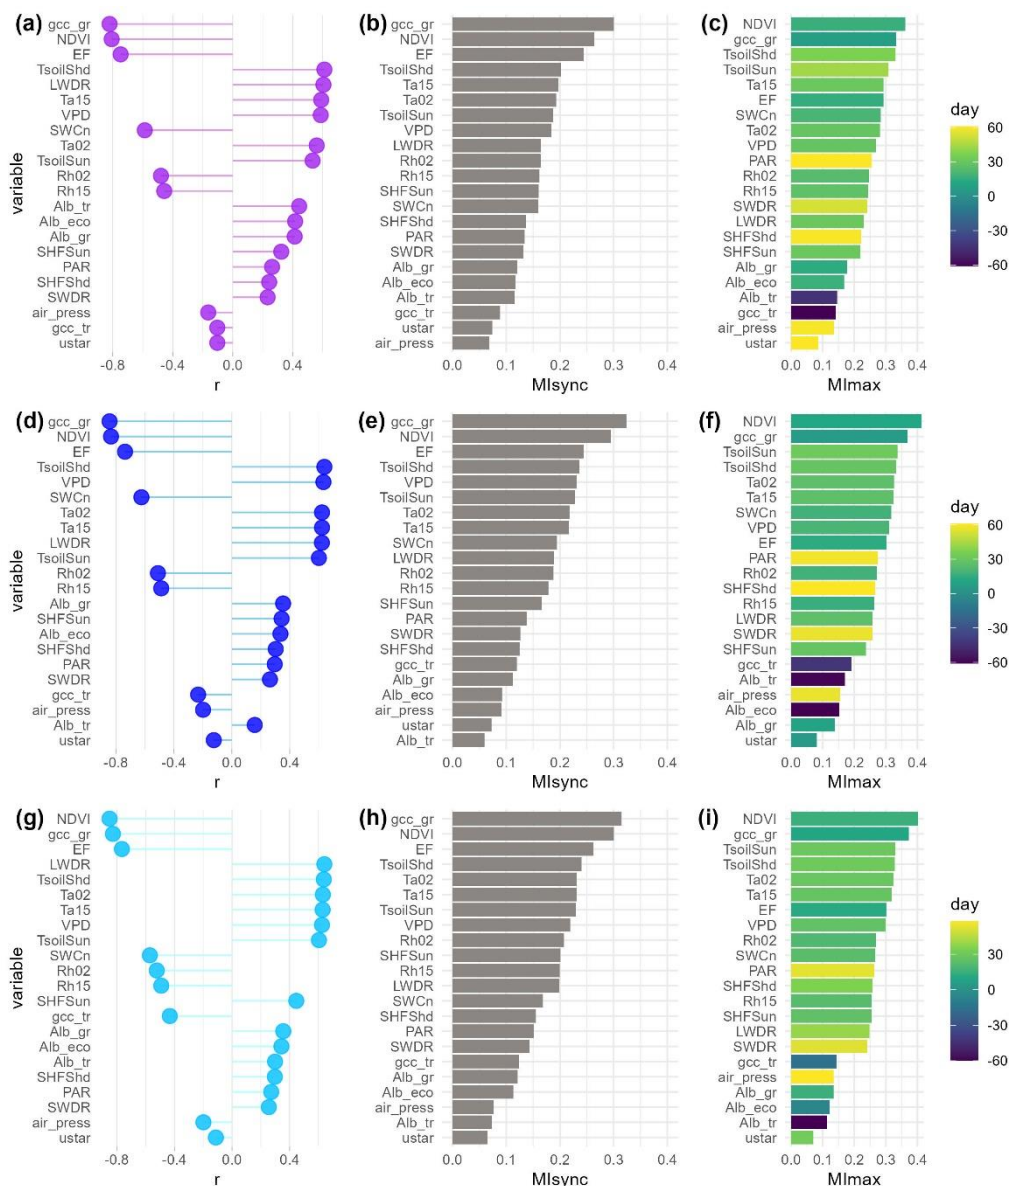 (a)
variable
gcc_gr
NDVI
EF
TsoilShd
LWDR
Ta15
VPD
SWCn
Ta02
TsoilSun
Rh02
Rh15
Alb_tr
Alb_eco
Alb_gr
SHFSun
PAR
SHFShd
SWDR
air_press
gcc_tr
ustar
-0.8 -0.4 0.0 0.4
r
(b)
gcc_gr
NDVI
EF
TsoilShd
Ta15
Ta02
TsoilSun
VPD
LWDR
Rh02
Rh15
SHFSun
SWCn
SHFShd
PAR
SWDR
Alb_gr
Alb_eco
Alb_tr
gcc_tr
ustar
air_press
0.0 0.1 0.2 0.3 0.4
MIsync
(c)
NDVI
gcc_gr
TsoilShd
TsoilSun
Ta15
EF
SWCn
Ta02
VPD
PAR
Rh02
Rh15
SWDR
LWDR
SHFShd
SHFSun
Alb_gr
Alb_eco
Alb_tr
gcc_tr
air_press
ustar
0.0 0.1 0.2 0.3 0.4
MImax
day
60
30
0
-30
-60
(d)
variable
gcc_gr
NDVI
EF
TsoilShd
VPD
SWCn
Ta02
Ta15
LWDR
TsoilSun
Rh02
Rh15
Alb_gr
SHFSun
Alb_eco
SHFShd
PAR
SWDR
gcc_tr
air_press
Alb_tr
ustar
-0.8 -0.4 0.0 0.4
r
(e)
gcc_gr
NDVI
EF
TsoilShd
VPD
TsoilSun
Ta02
Ta15
SWCn
LWDR
Rh02
Rh15
SHFSun
PAR
SWDR
SHFShd
gcc_tr
Alb_gr
Alb_eco
air_press
ustar
Alb_tr
0.0 0.1 0.2 0.3 0.4
MIsync
(f)
NDVI
gcc_gr
TsoilSun
TsoilShd
Ta02
Ta15
SWCn
VPD
EF
PAR
Rh02
SHFShd
Rh15
LWDR
SWDR
SHFSun
gcc_tr
Alb_tr
air_press
Alb_eco
Alb_gr
ustar
0.0 0.1 0.2 0.3 0.4
MImax
day
60
30
0
-30
-60
(g)
variable
NDVI
gcc_gr
EF
LWDR
TsoilShd
Ta02
Ta15
VPD
TsoilSun
SWCn
Rh02
Rh15
SHFSun
gcc_tr
Alb_gr
Alb_eco
Alb_tr
SHFShd
PAR
SWDR
air_press
ustar
-0.8 -0.4 0.0 0.4
r
(h)
gcc_gr
NDVI
EF
TsoilShd
Ta02
Ta15
TsoilSun
VPD
Rh02
SHFSun
Rh15
LWDR
SWCn
SHFShd
PAR
SWDR
gcc_tr
Alb_gr
Alb_eco
air_press
Alb_tr
ustar
0.0 0.1 0.2 0.3 0.4
MIsync
(i)
NDVI
gcc_gr
TsoilSun
TsoilShd
Ta02
Ta15
EF
VPD
Rh02
SWCn
PAR
SHFShd
Rh15
SHFSun
LWDR
SWDR
gcc_tr
air_press
Alb_gr
Alb_eco
Alb_tr
ustar
0.0 0.1 0.2 0.3 0.4
MImax
day
30
0
-30
-60